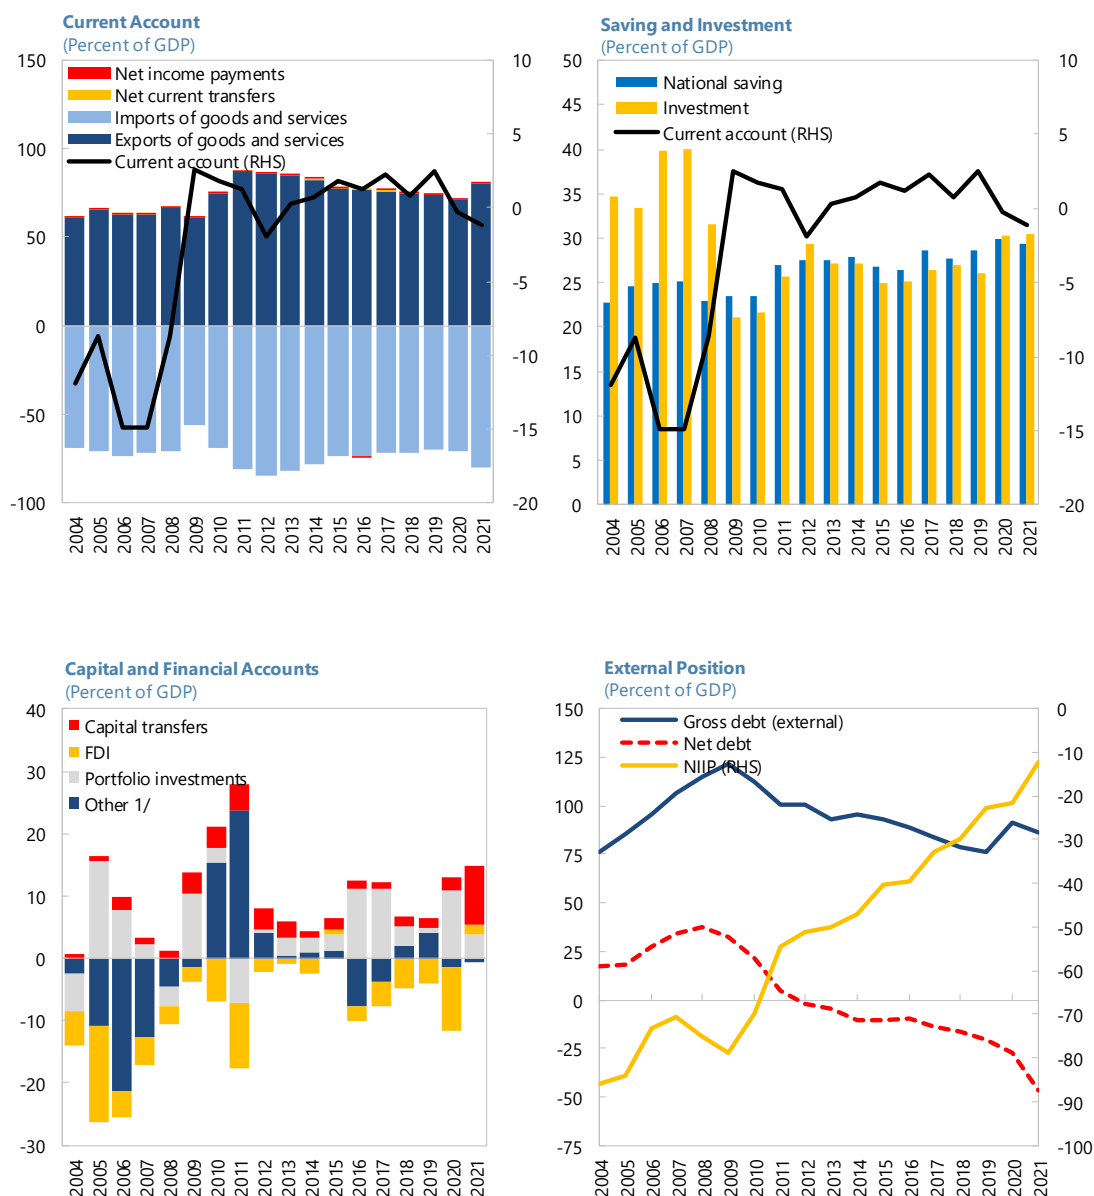 Current Account
(Percent of GDP)
150
100
50
0
-50
-100
10
5
0
-5
-10
-15
-20
Net income payments
Net current transfers
Imports of goods and services
Exports of goods and services
Current account (RHS)
2004 2005 2006 2007 2008 2009 2010 2011 2012 2013 2014 2015 2016 2017 2018 2019 2020 2021
Saving and Investment
(Percent of GDP)
50
45
40
35
30
25
20
15
10
5
0
10
5
0
-5
-10
-15
-20
National saving
Investment
Current account (RHS)
2004 2005 2006 2007 2008 2009 2010 2011 2012 2013 2014 2015 2016 2017 2018 2019 2020 2021
Capital and Financial Accounts
(Percent of GDP)
40
30
20
10
0
-10
-20
-30
Capital transfers
FDI
Portfolio investments
Other 1/
2004 2005 2006 2007 2008 2009 2010 2011 2012 2013 2014 2015 2016 2017 2018 2019 2020 2021
External Position
(Percent of GDP)
150
125
100
75
50
25
0
-25
-50
-75
0
-10
-20
-30
-40
-50
-60
-70
-80
-90
-100
Gross debt (external)
Net debt
NIIP (RHS)
2004 2005 2006 2007 2008 2009 2010 2011 2012 2013 2014 2015 2016 2017 2018 2019 2020 2021